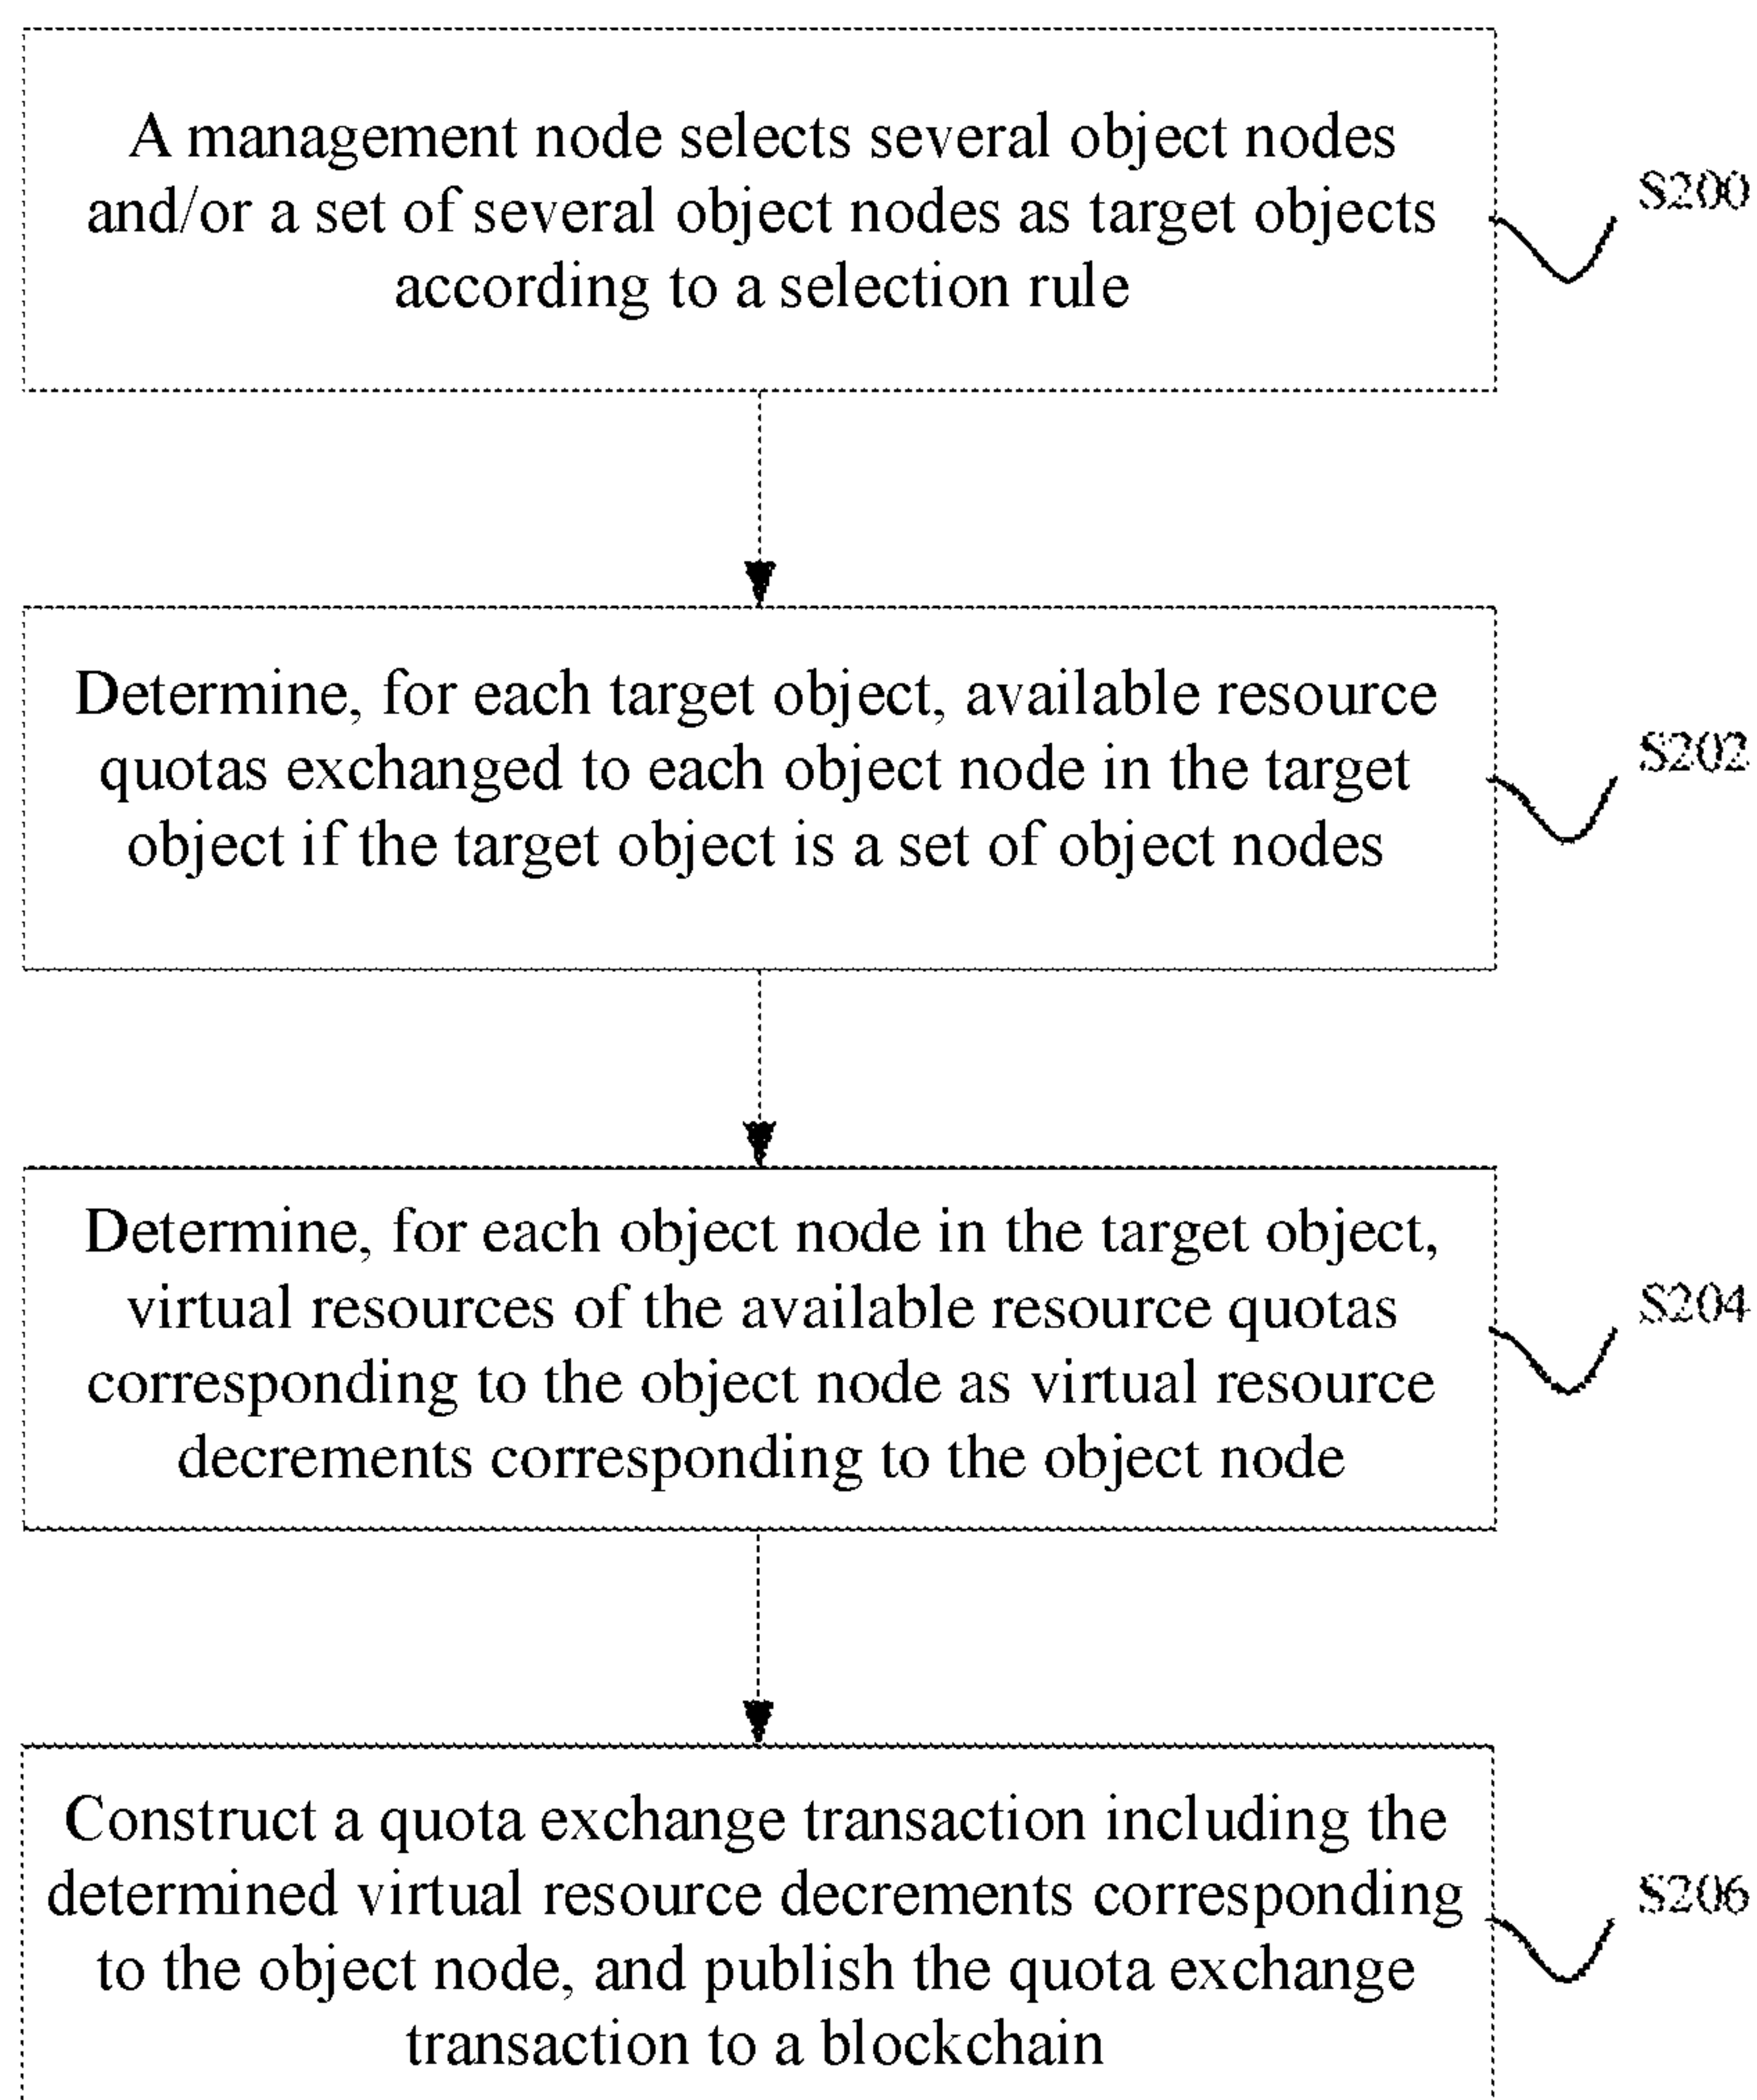 A management node selects several object nodes
and/or a set of several object nodes as target objects
according to a selection rule
S200
Determine, for each target object, available resource
quotas exchanged to each object node in the target
object if the target object is a set of object nodes
S202
Determine, for each object node in the target object,
virtual resources of the available resource quotas
corresponding to the object node as virtual resource
decrements corresponding to the object node
S204
Construct a quota exchange transaction including the
determined virtual resource decrements corresponding
to the object node, and publish the quota exchange
transaction to a blockchain
S206